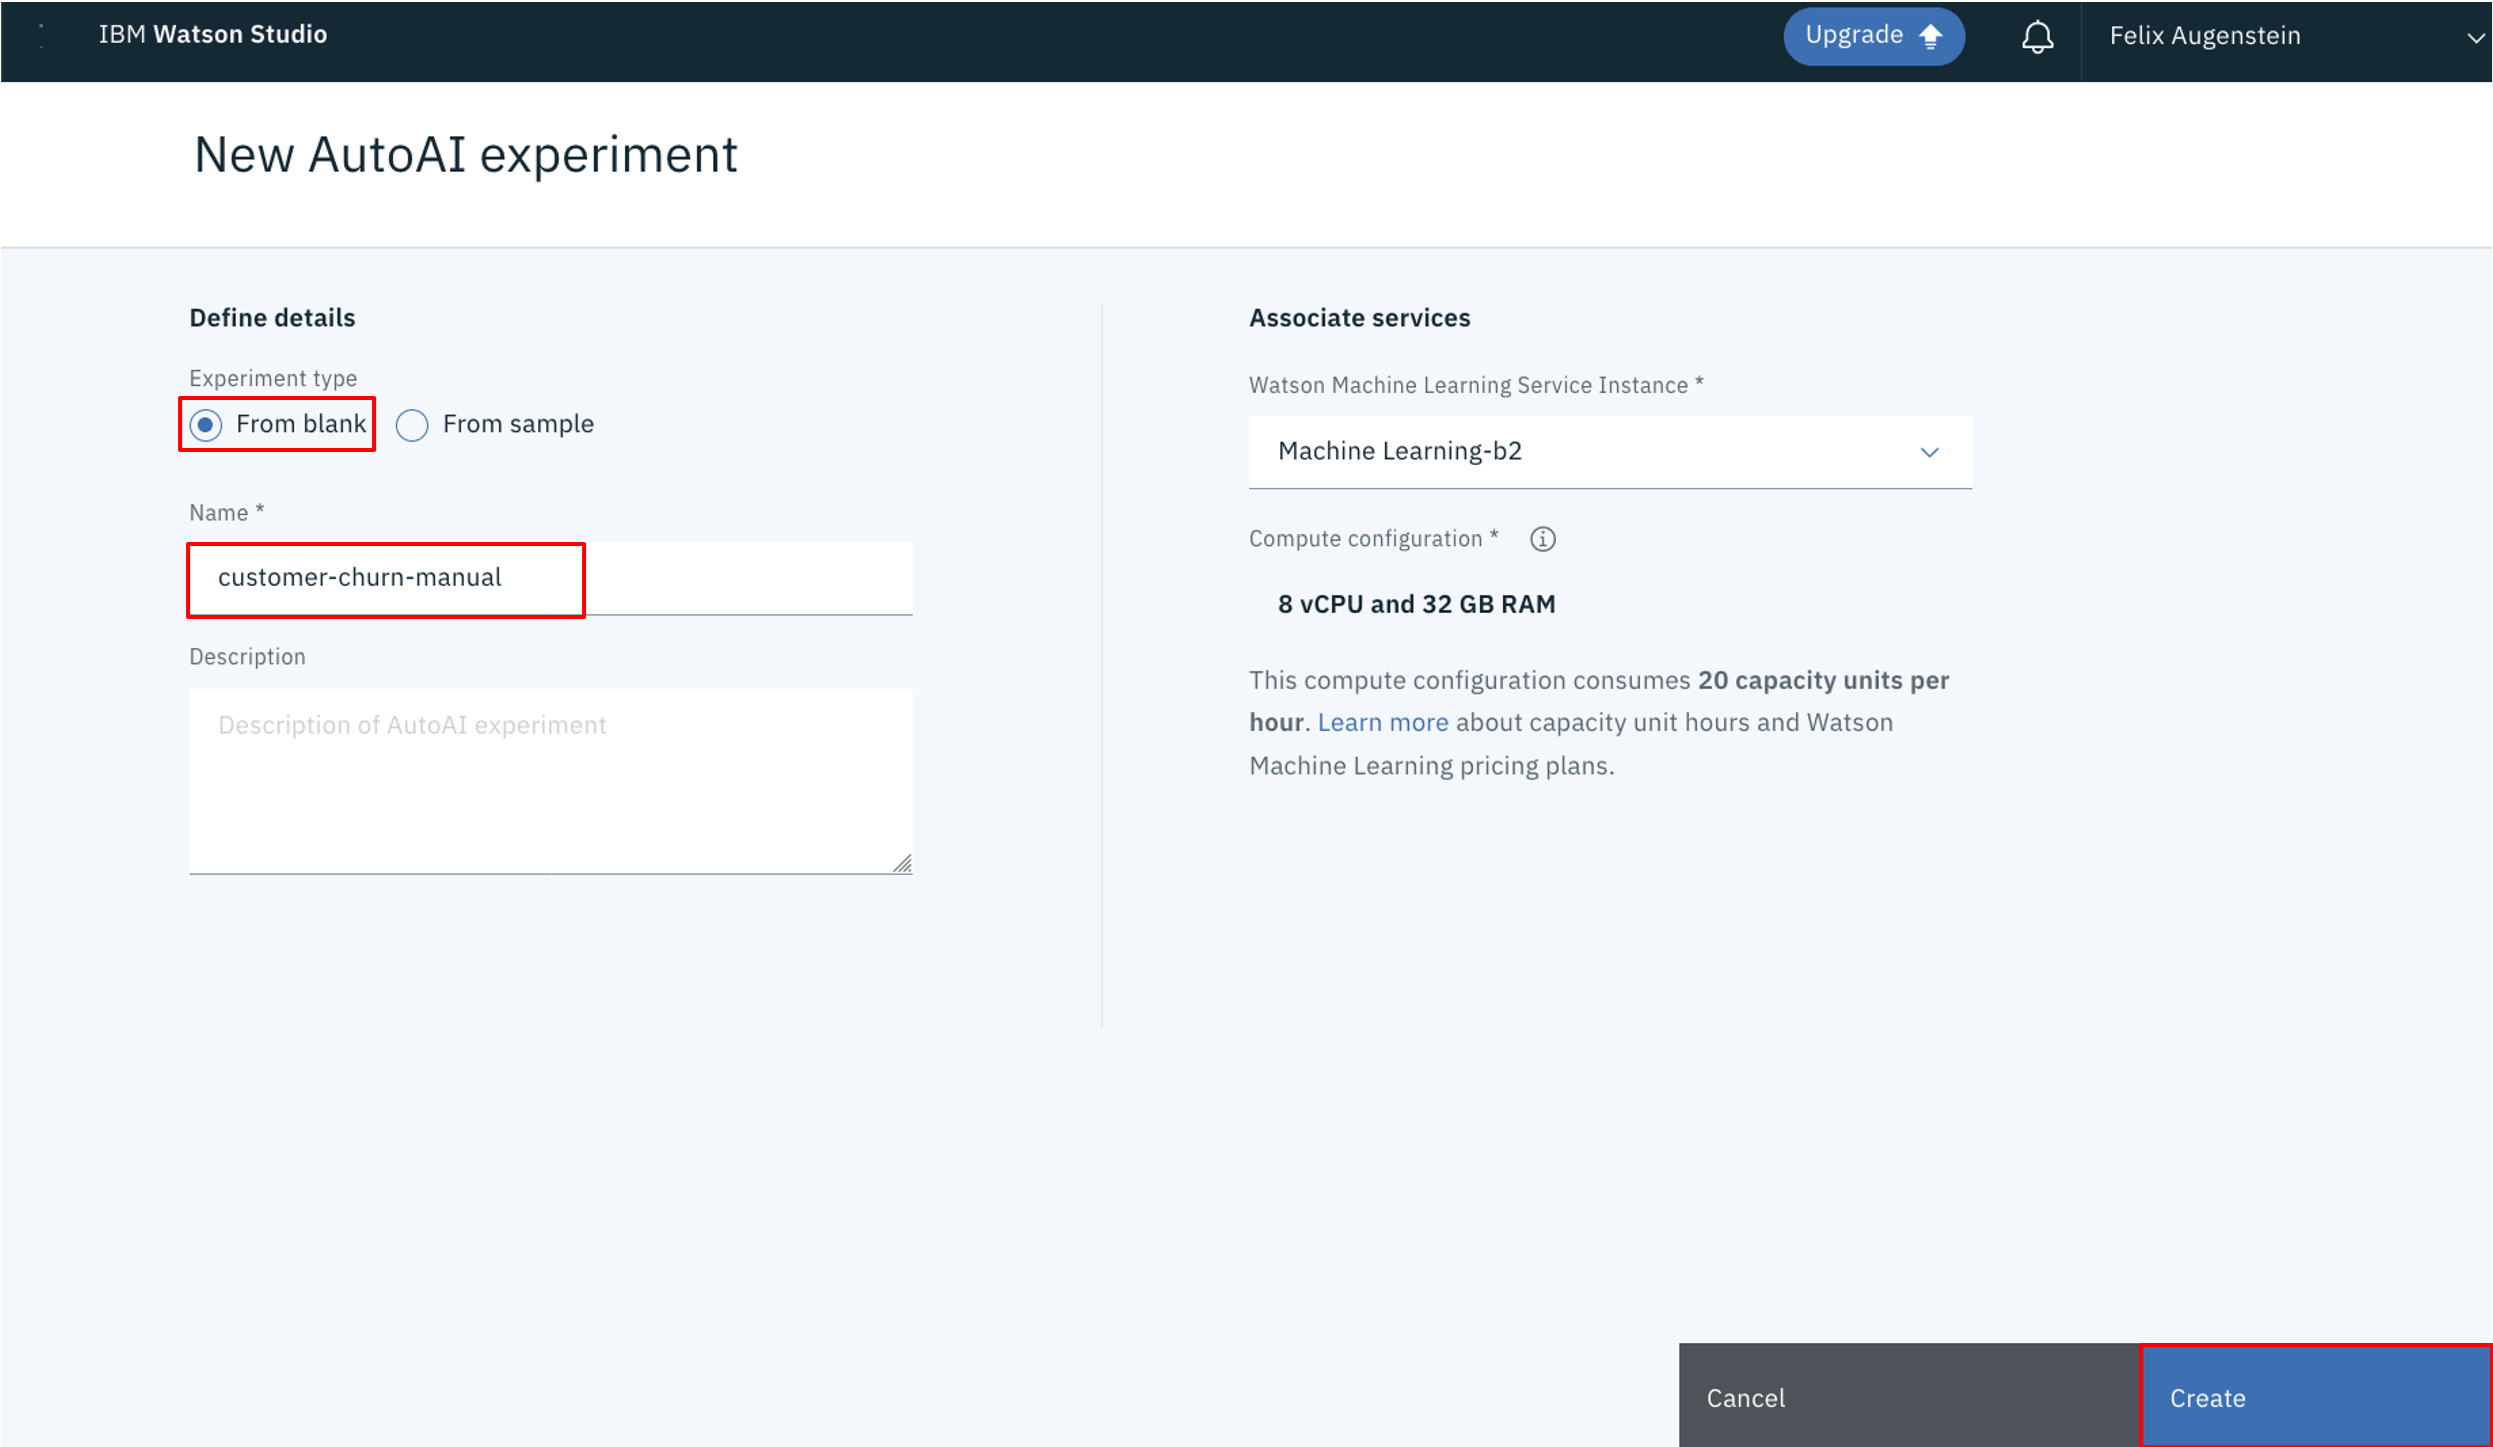 IBM Watson Studio
Upgrade
Felix Augenstein
New AutoAI experiment
Define details
Experiment type
From blank
From sample
Name *
customer-churn-manual
Description
Description of AutoAI experiment
Associate services
Watson Machine Learning Service Instance *
Machine Learning-b2
Compute configuration *
8 vCPU and 32 GB RAM
This compute configuration consumes 20 capacity units per
hour. Learn more about capacity unit hours and Watson
Machine Learning pricing plans.
Cancel
Create